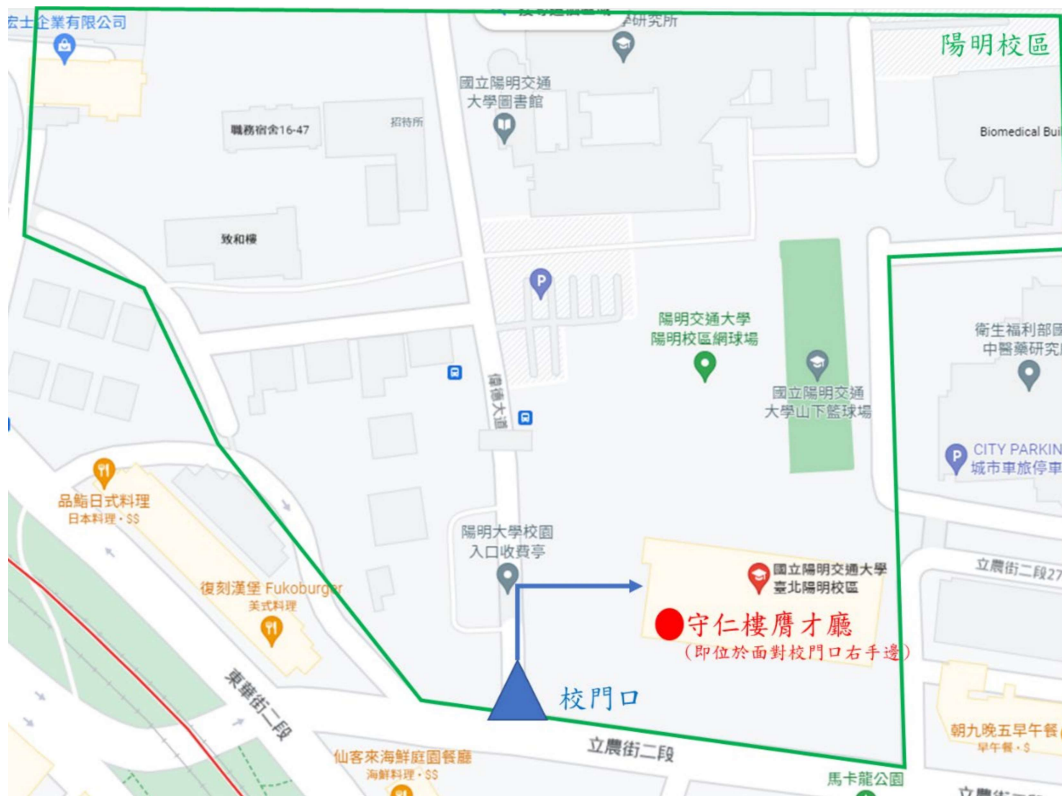 宏士企業有限公司
學研究所
陽明校區
國立陽明交通
大學圖書館
職務宿舍16-47
招待所
Biomedical Buil
致和樓
P
陽明交通大學
陽明校區網球場
衛生福利部國
中醫藥研究所
國立陽明交通
大學山下籃球場
偉德大道
P
CITY PARKIN
城市車旅停車
品鮨日式料理
日本料理・$$
陽明大學校園
入口收費亭
國立陽明交通大學
臺北陽明校區
立農街二段27
復刻漢堡 Fukoburger
美式料理
守仁樓膺才廳
(即位於面對校門口右手邊)
校門口
東華街二段
立農街二段
朝九晚五早午餐
早午餐・$
仙客來海鮮庭園餐廳
海鮮料理・$$
馬卡龍公園